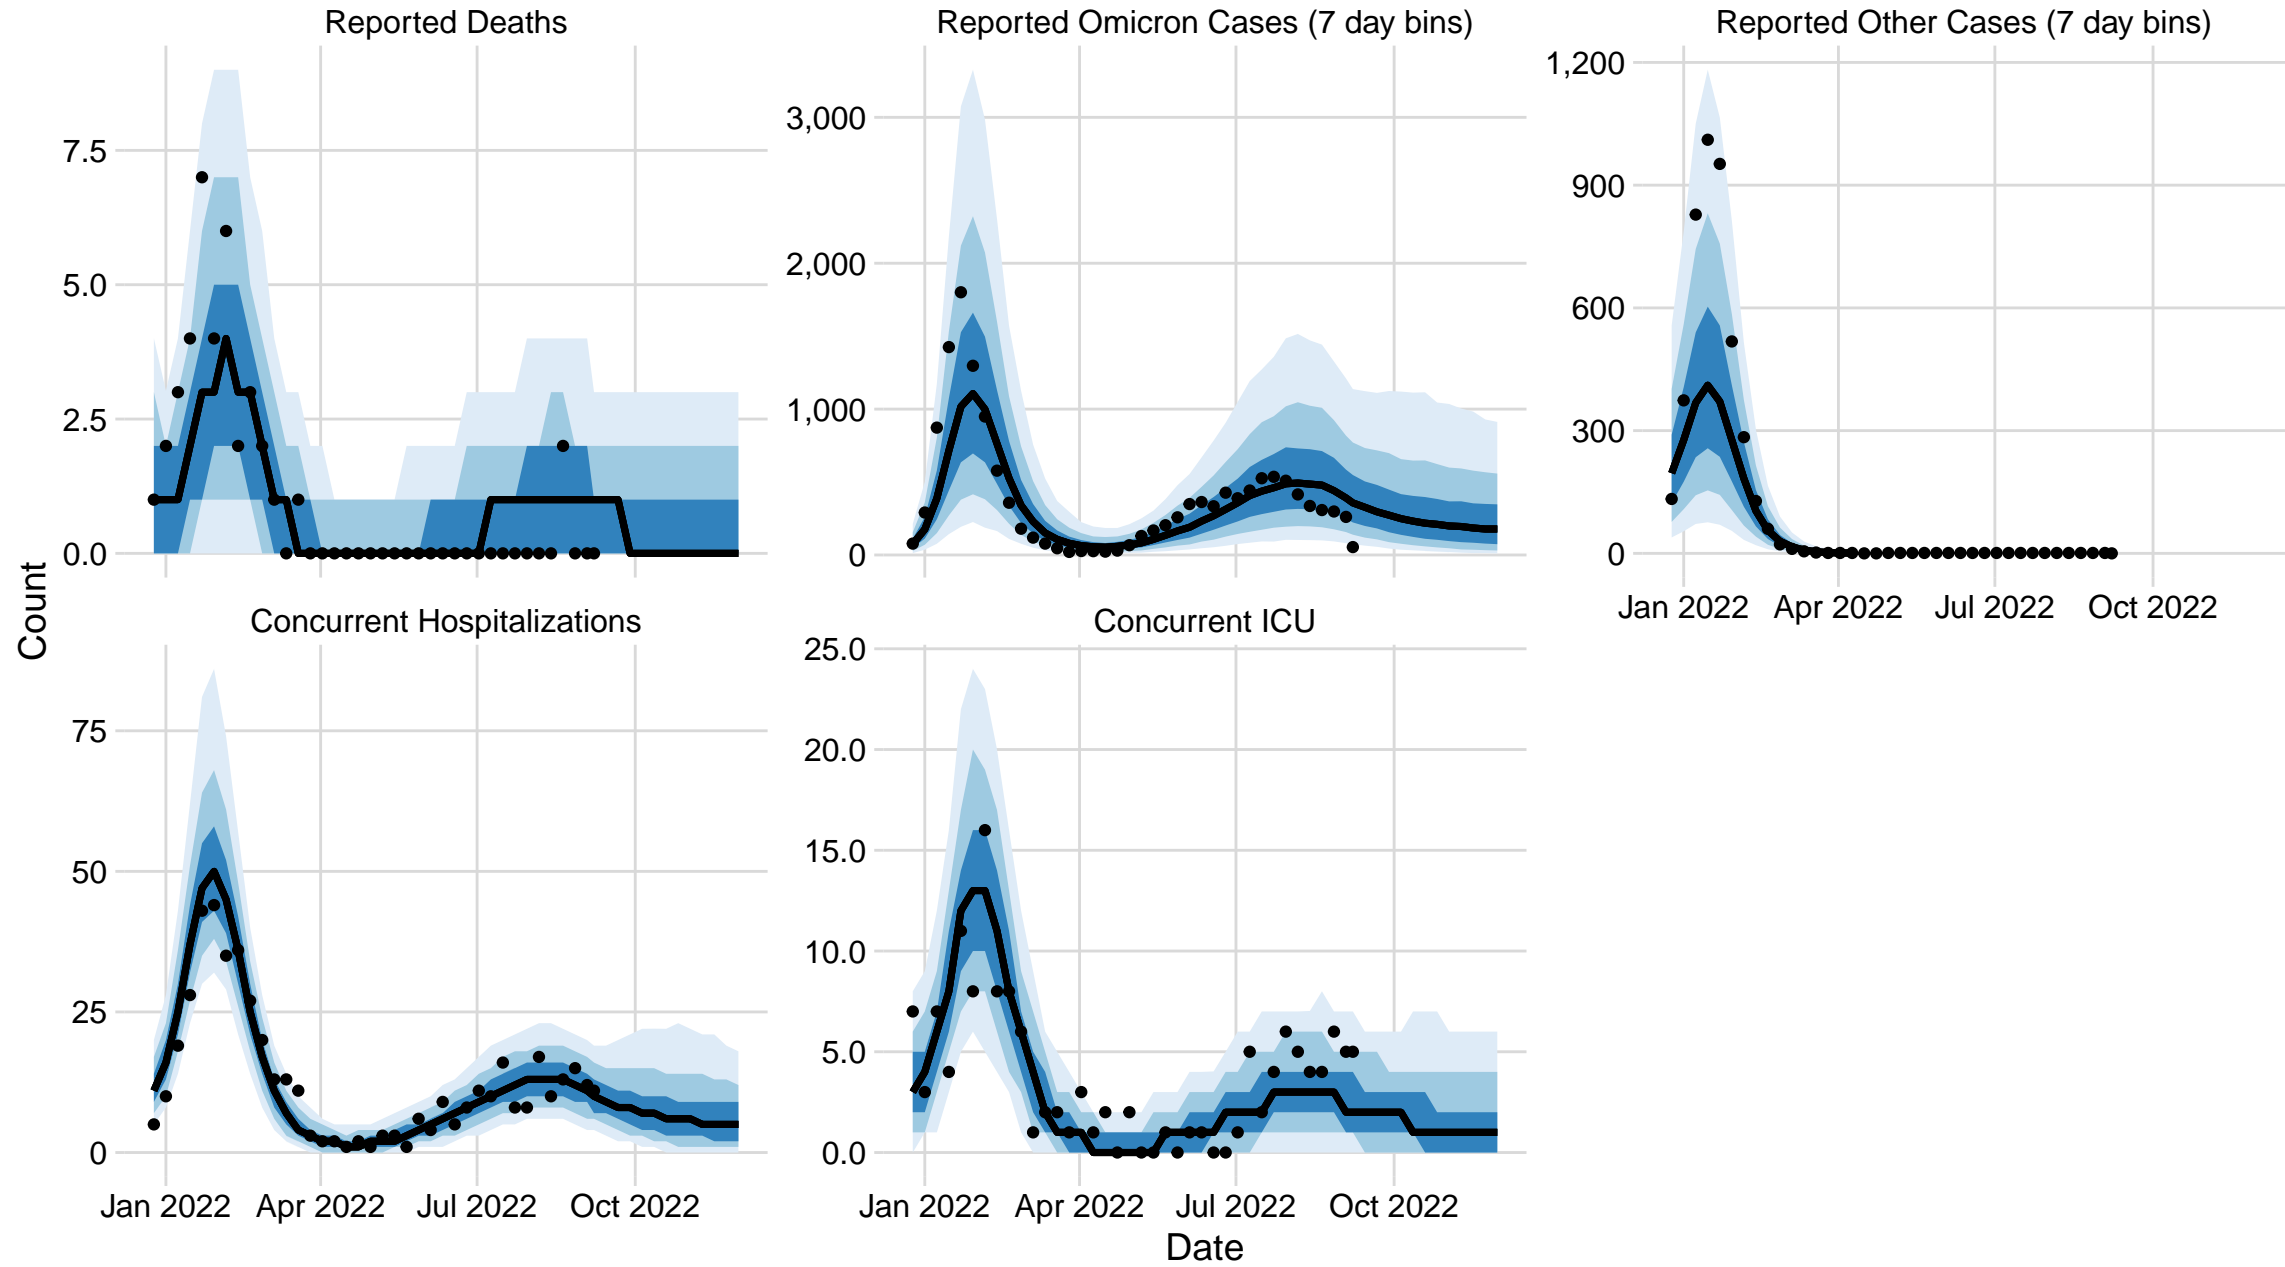 Reported Deaths
Reported Omicron Cases (7 day bins)
Reported Other Cases (7 day bins)
7.5
5.0
2.5
0.0
3,000
2,000
1,000
0
1,200
900
600
300
0
Jan 2022 Apr 2022 Jul 2022 Oct 2022
Count
Concurrent Hospitalizations
Concurrent ICU
75
50
25
0
25.0
20.0
15.0
10.0
5.0
0.0
Jan 2022 Apr 2022 Jul 2022 Oct 2022
Jan 2022 Apr 2022 Jul 2022 Oct 2022
Date